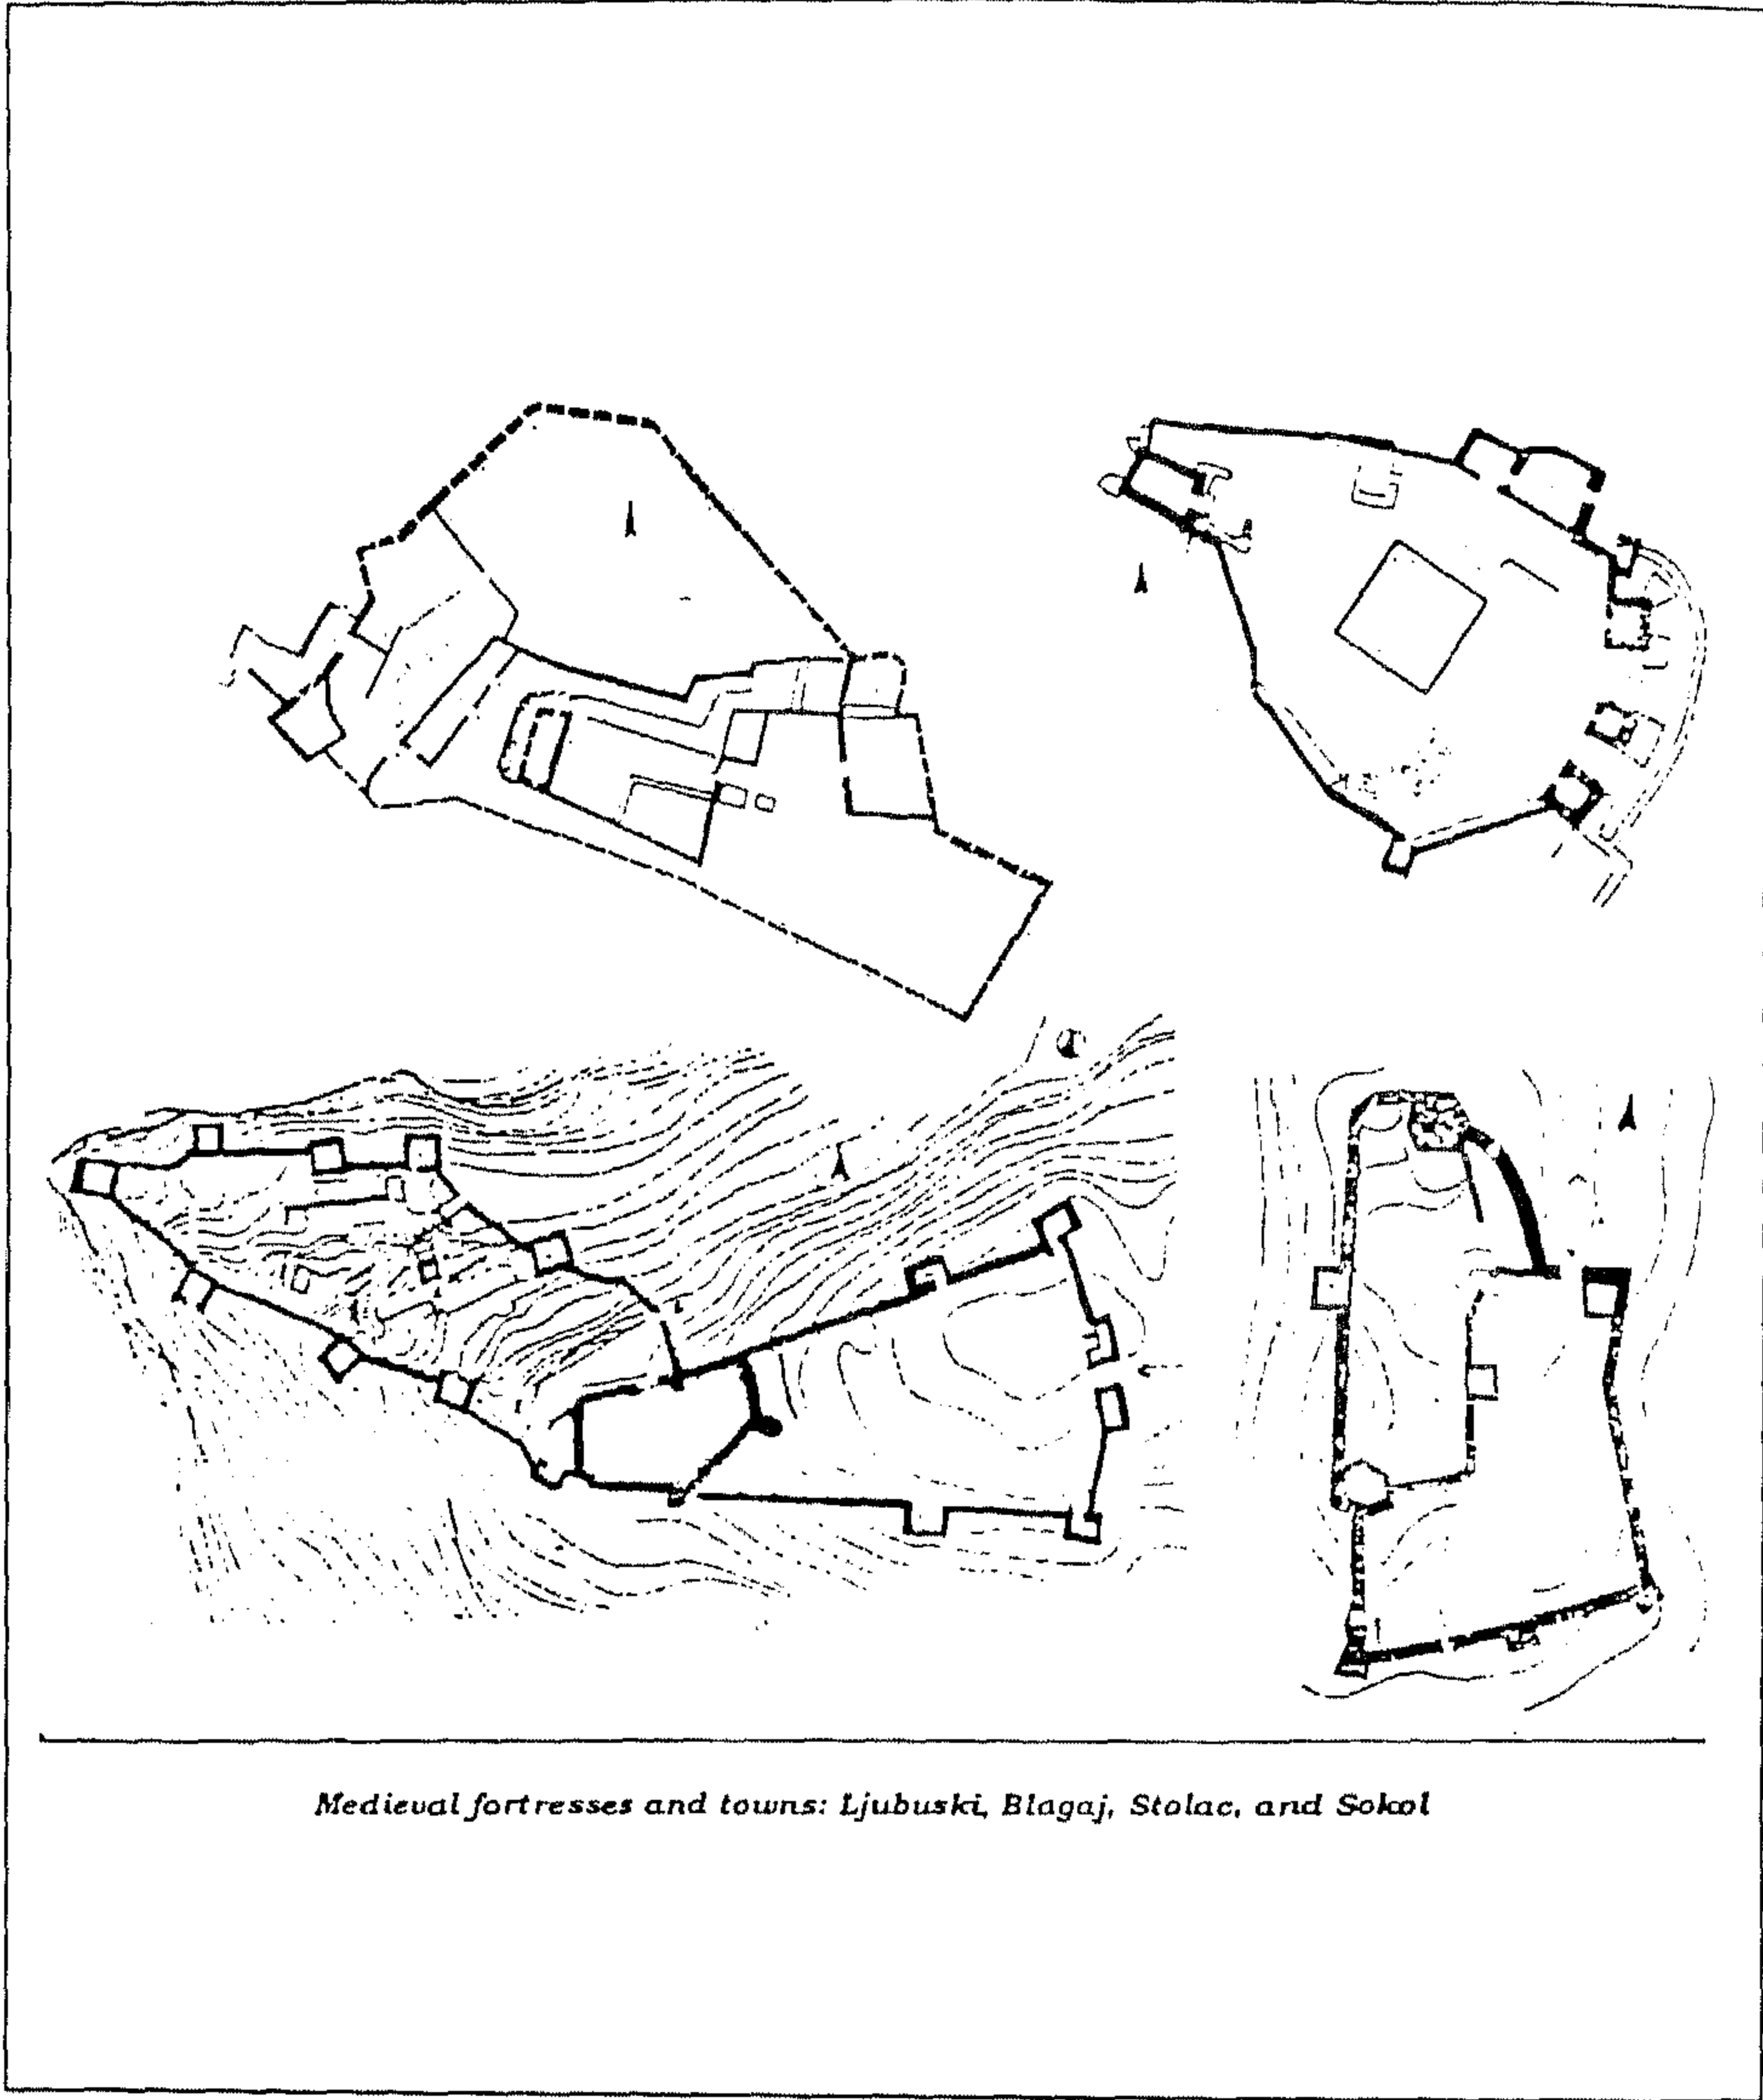 Medieval fortresses and towns: Ljubuski, Blagaj, Stolac, and Sokol